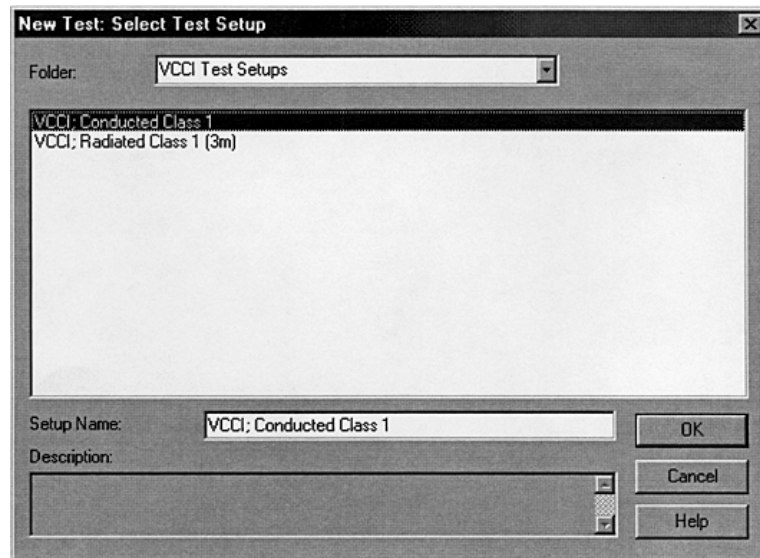 New Test: Select Test Setup
Folder: VCCI Test Setups
VCCI; Conducted Class 1
VCCI; Radiated Class 1 (3m)
Setup Name: VCCI; Conducted Class 1
OK
Description:
Cancel
Help